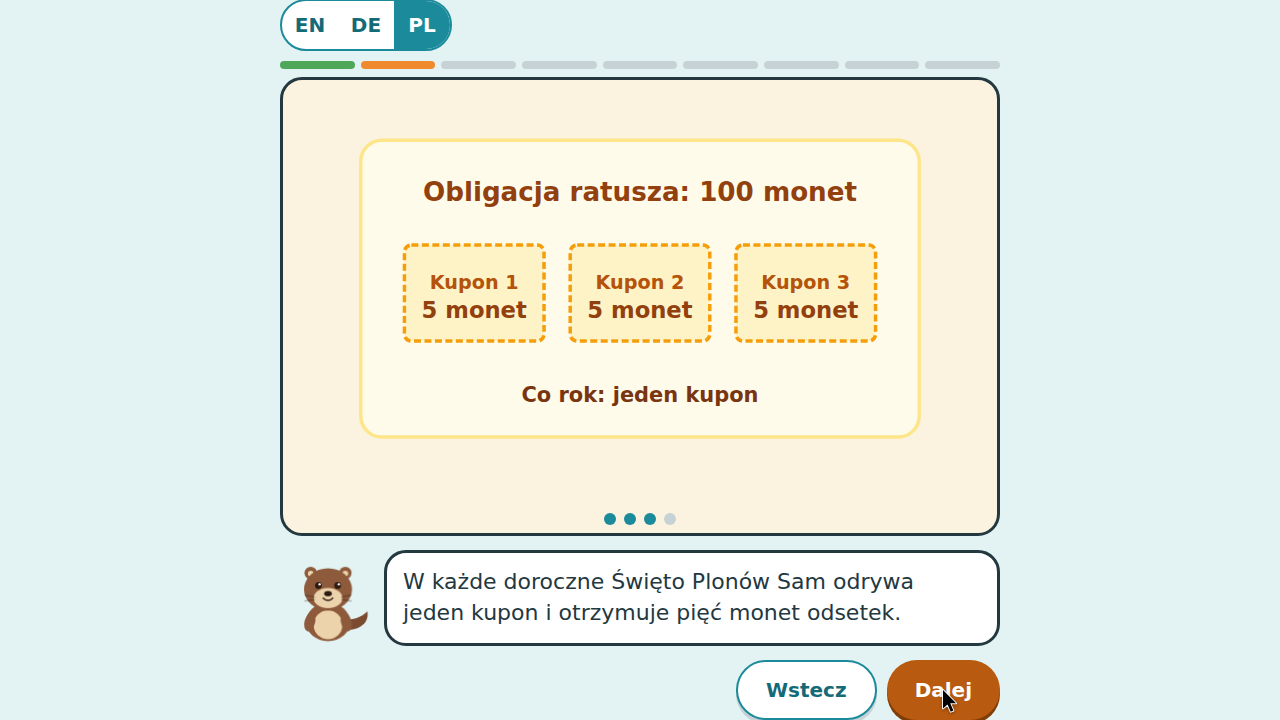 EN DE PL
Obligacja ratusza: 100 monet
Kupon 1 Kupon 2 Kupon 3
5 monet 5 monet 5 monet
Co rok: jeden kupon
W każde doroczne Święto Plonów Sam odrywa
jeden kupon i otrzymuje pięć monet odsetek.
Wstecz Dalej